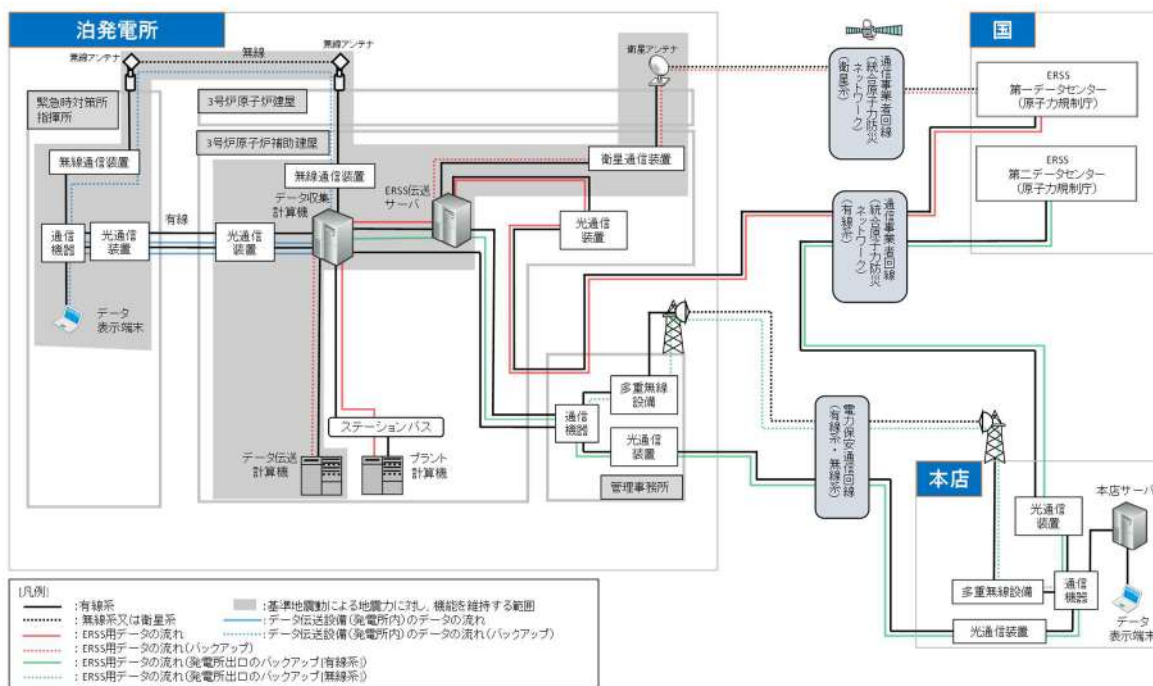 泊発電所
国
無線アンテナ
無線
無線アンテナ
衛星アンテナ
通信事業者回線
(統合原子力防災
ネットワーク)
(衛星系)
ERSS
第一データセンター
(原子力規制庁)
緊急時対策所
指揮所
3号炉原子炉建屋
3号炉原子炉補助建屋
無線通信装置
無線通信装置
衛星通信装置
ERSS
第二データセンター
(原子力規制庁)
データ収集
計算機
ERSS伝送
サーバ
通信事業者回線
(統合原子力防災
ネットワーク)
(有線系)
有線
通信
機器
光通信
装置
光通信
装置
光通信
装置
データ
表示端末
多重無線
設備
通信
機器
光通信
装置
管理事務所
電力保安通信回線
(有線系・無線系)
ステーションバス
データ伝送
計算機
プラント
計算機
本店
本店サーバ
光通信
装置
多重無線設備
通信
機器
光通信装置
データ
表示端末
[凡例]
:有線系
:無線系又は衛星系
:ERSS用データの流れ
:ERSS用データの流れ(バックアップ)
:ERSS用データの流れ(発電所出口のバックアップ[有線系])
:ERSS用データの流れ(発電所出口のバックアップ[無線系])
:基準地震動による地震力に対し、機能を維持する範囲
:データ伝送設備(発電所内)のデータの流れ
:データ伝送設備(発電所内)のデータの流れ(バックアップ)